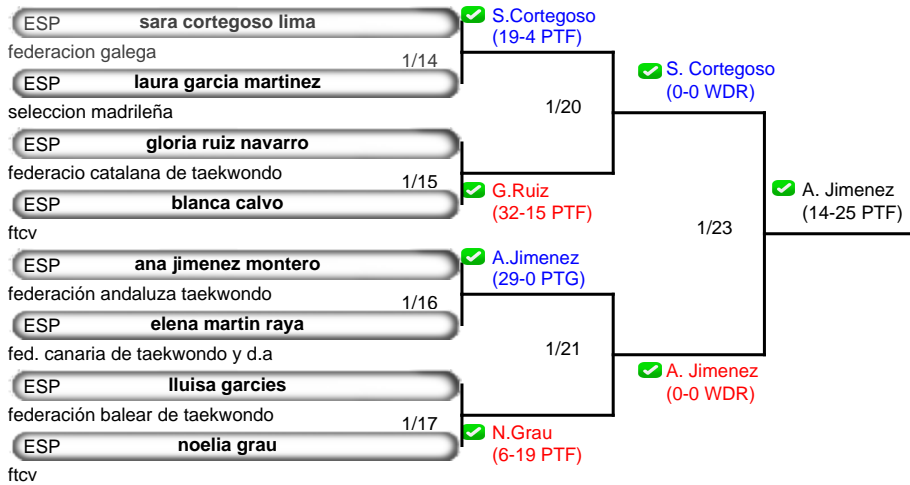 ESP sara cortegoso lima
S.Cortegoso
(19-4 PTF)
federacion galega
1/14
ESP laura garcia martinez
S. Cortegoso
(0-0 WDR)
seleccion madrileña
1/20
ESP gloria ruiz navarro
federacio catalana de taekwondo
1/15
ESP blanca calvo
G.Ruiz
(32-15 PTF)
A. Jimenez
(14-25 PTF)
ftcv
1/23
ESP ana jimenez montero
A.Jimenez
(29-0 PTG)
federación andaluza taekwondo
1/16
ESP elena martin raya
fed. canaria de taekwondo y d.a
1/21
ESP lluisa garcies
A. Jimenez
(0-0 WDR)
federación balear de taekwondo
1/17
ESP noelia grau
N.Grau
(6-19 PTF)
ftcv